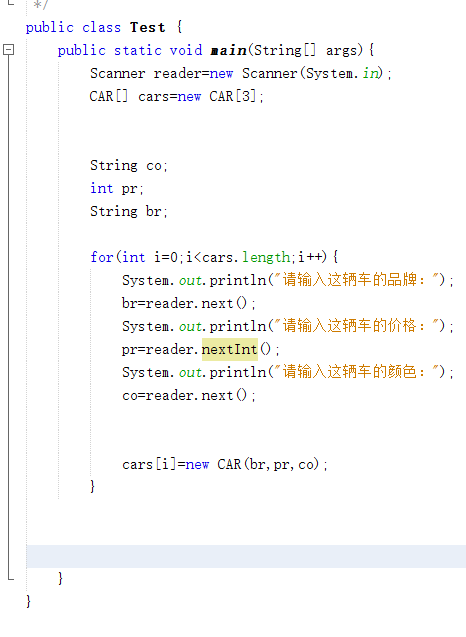 */
public class Test {
public static void main(String[] args){
Scanner reader=new Scanner(System.in);
CAR[] cars=new CAR[3];
String co;
int pr;
String br;
for(int i=0;i<cars.length;i++){
System.out.println("请输入这辆车的品牌：");
br=reader.next();
System.out.println("请输入这辆车的价格：");
pr=reader.nextInt();
System.out.println("请输入这辆车的颜色：");
co=reader.next();
cars[i]=new CAR(br,pr,co);
}
}
}